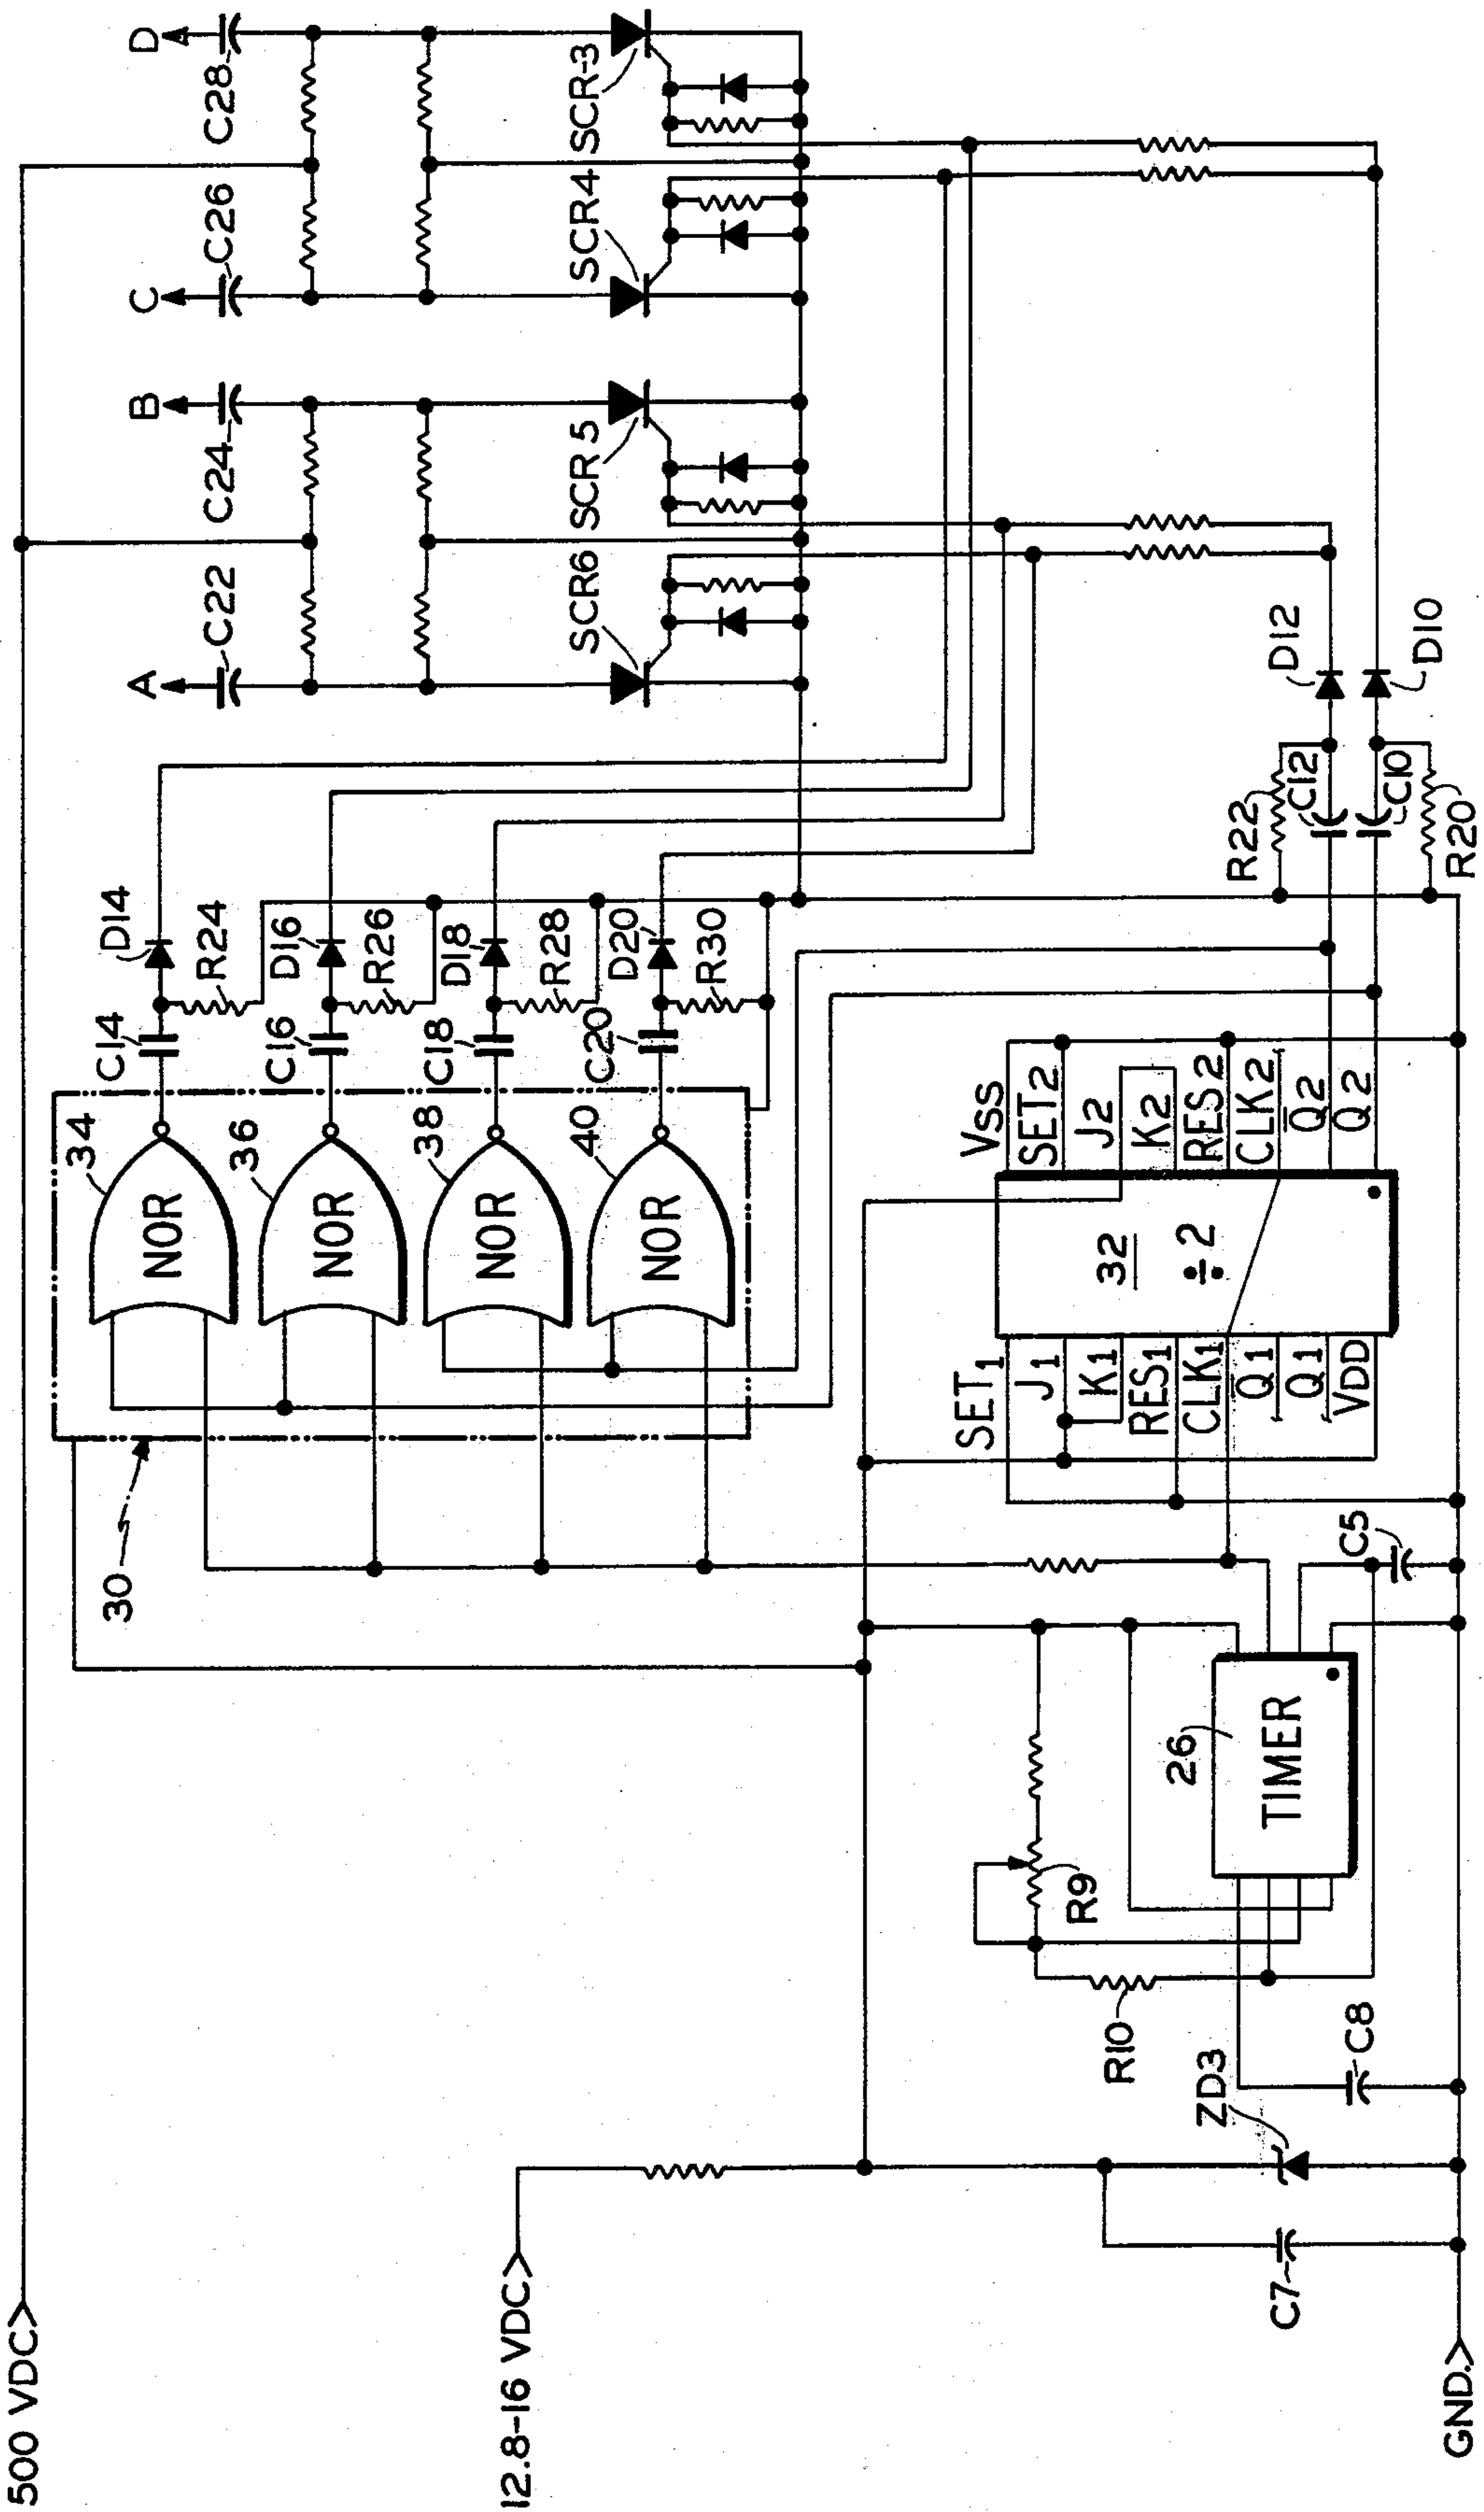 500 VDC
12.8-16 VDC
GND.
30
34
NOR
36
NOR
38
NOR
40
NOR
C14
D14
R24
C16
D16
R26
C18
D18
R28
C20
D20
R30
A
C22
B
C24
C
C26
D
C28
SCR6
SCR 5
SCR4
SCR-3
C7
ZD3
C8
R10
R9
26
TIMER
C5
SET1
J1
K1
RES1
CLK1
Q1
Q1
VDD
32
÷2
VSS
SET2
J2
K2
RES2
CLK2
Q̅2
Q2
R22
C12
D12
C10
R20
D10